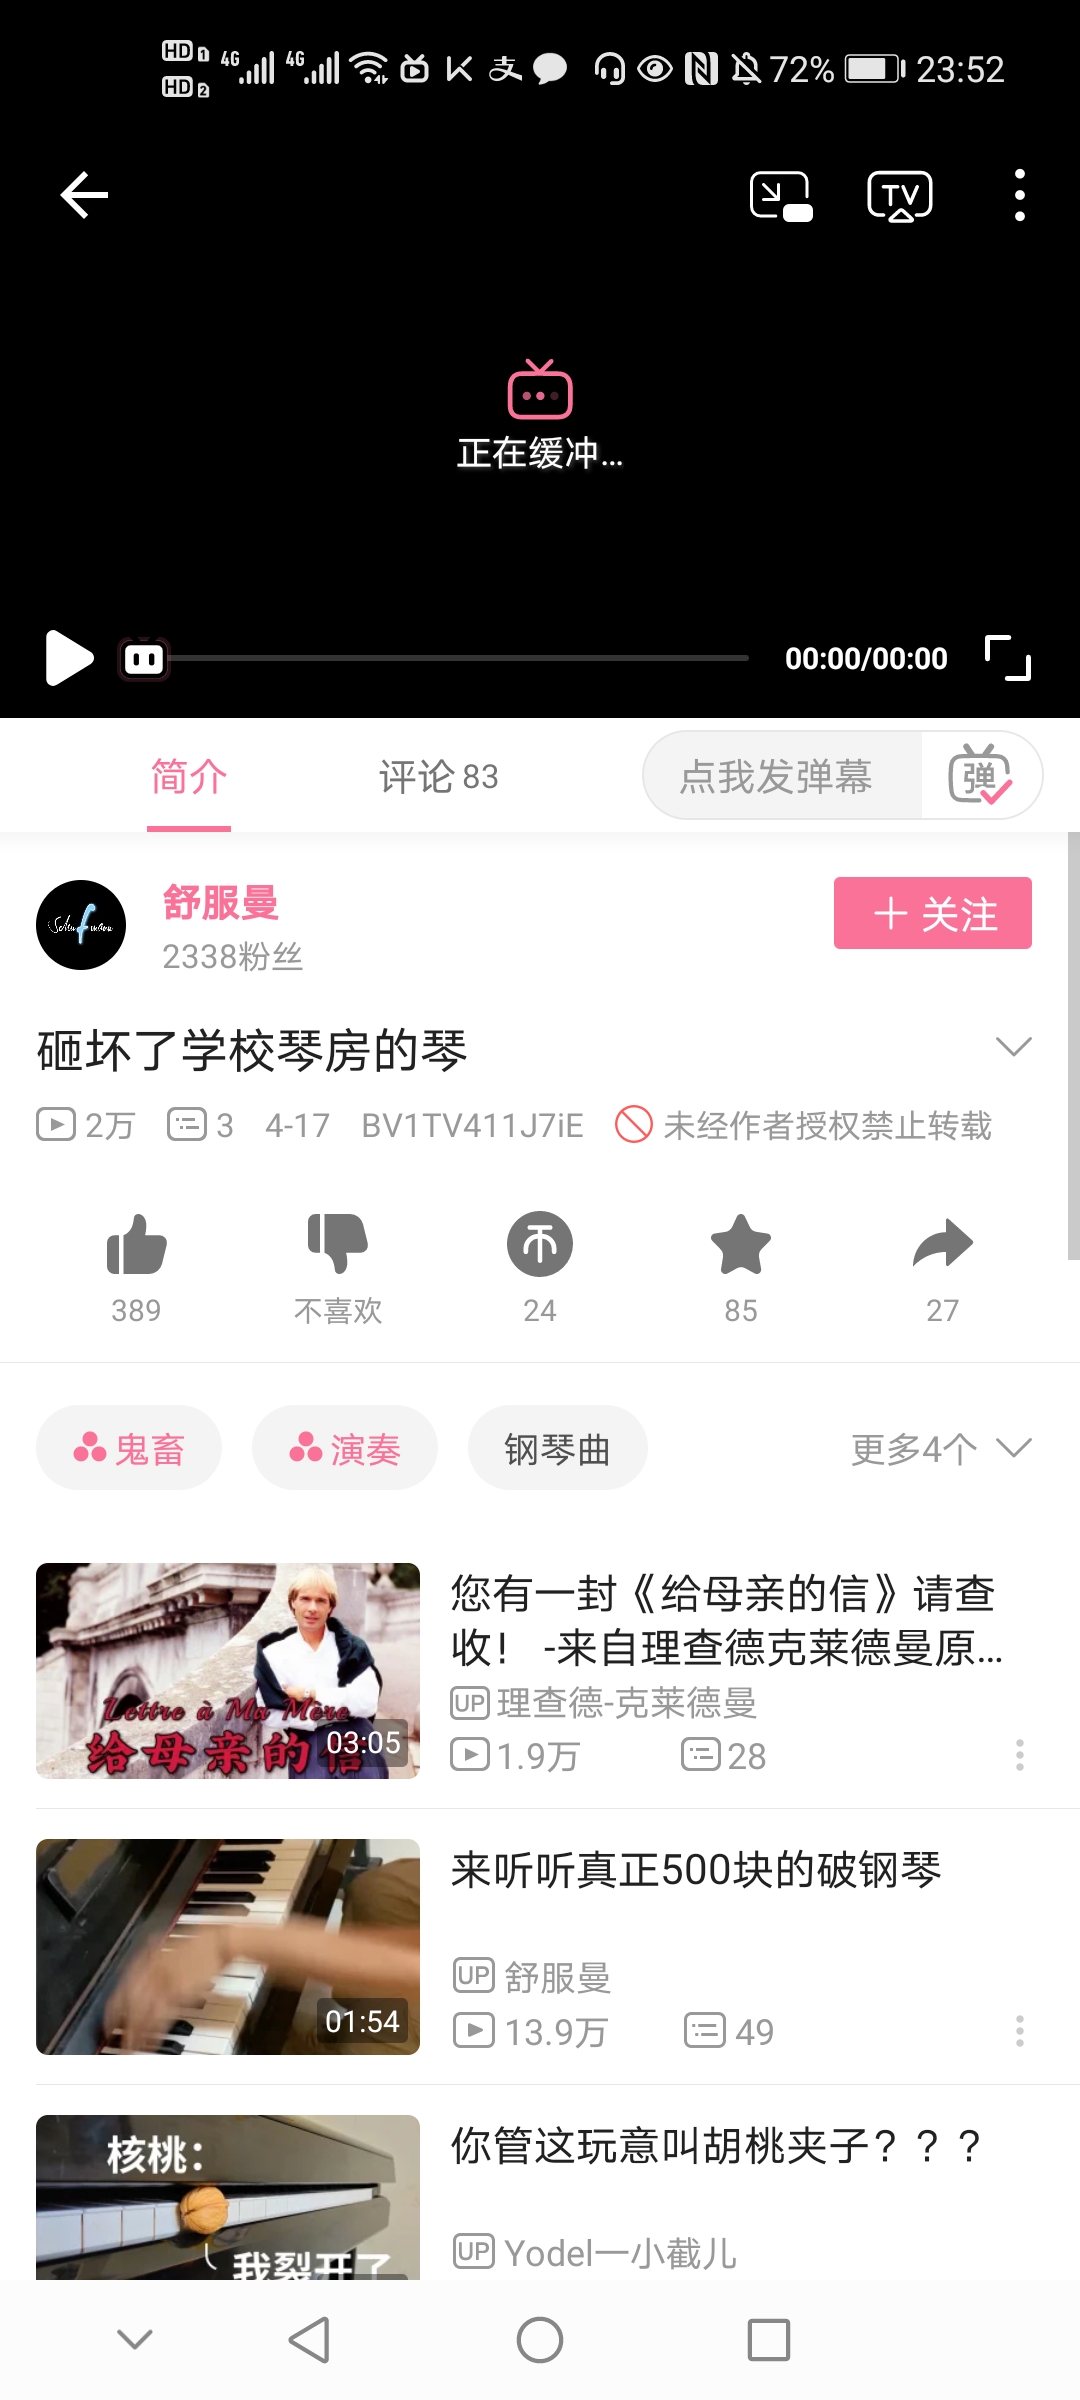 HD 1 4G 4G 72% 23:52
HD 2
TV
正在缓冲...
00:00/00:00
简介 评论 83 点我发弹幕 弹
舒服曼
2338粉丝
关注
砸坏了学校琴房的琴
2万 3 4-17 BV1TV411J7iE 未经作者授权禁止转载
389 不喜欢 24 85 27
鬼畜 演奏 钢琴曲 更多4个
您有一封《给母亲的信》请查
收! -来自理查德克莱德曼原...
UP 理查德-克莱德曼
1.9万 28
Lettre à Ma Mère
给母亲的信
03:05
来听听真正500块的破钢琴
UP 舒服曼
13.9万 49
01:54
你管这玩意叫胡桃夹子？？？
UP Yodel一小截儿
核桃:
我裂开了